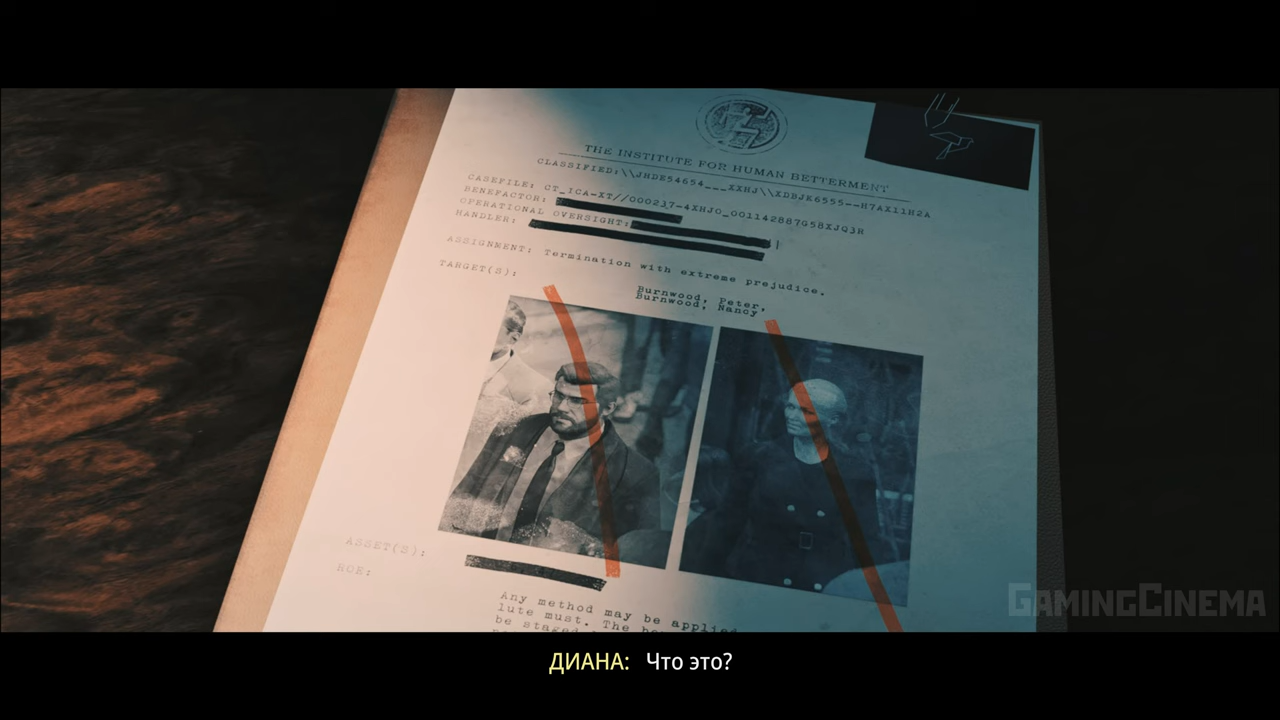 THE INSTITUTE FOR HUMAN BETTERMENT
CLASSIFIED:\\JHDE54654___XXHJ\\XDBJE6555--H7AX11H2A
CASEFILE: CT_ICA-XT//000237-4XHJO_001142887G5BXJQ3R
BENEFACTOR:
OPERATIONAL OVERSIGHT:
HANDLER:
ASSIGNMENT: Termination with extreme prejudice.
TARGET(S):
Burnwood, Peter,
Burnwood, Nancy
ASSET(S):
ROE:
Any method may be applied
lute must. The
be staged
GAMINGCINEMA
ДИАНА: Что это?